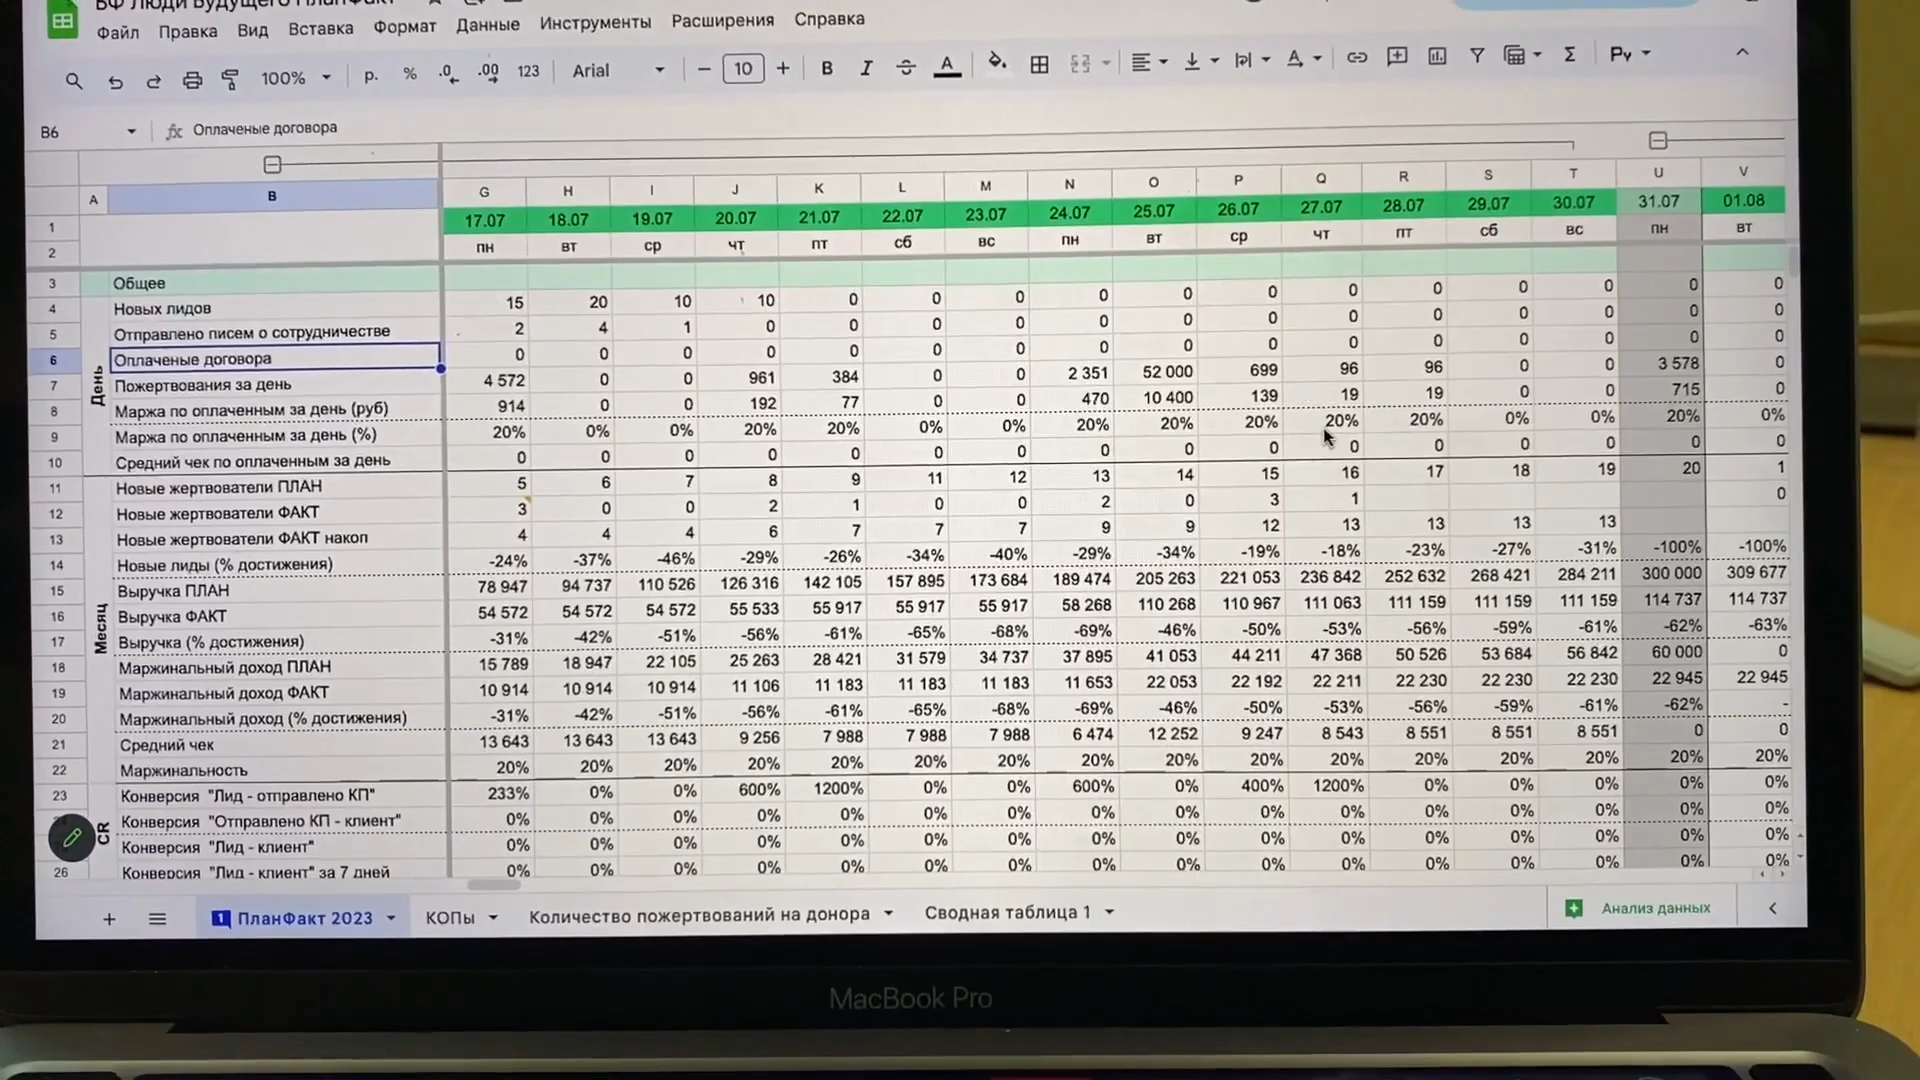 БФ Люди Будущего ПланФакт
Файл Правка Вид Вставка Формат Данные Инструменты Расширения Справка
100% р. % .0 .00 123 Arial 10 B I A Σ Py
B6 fx Оплаченые договора
A B G H I J K L M N O P Q R S T U V
1 17.07 18.07 19.07 20.07 21.07 22.07 23.07 24.07 25.07 26.07 27.07 28.07 29.07 30.07 31.07 01.08
2 пн вт ср чт пт сб вс пн вт ср чт пт сб вс пн вт
3 Общее
4 Новых лидов 15 20 10 10 0 0 0 0 0 0 0 0 0 0 0 0
5 Отправлено писем о сотрудничестве 2 4 1 0 0 0 0 0 0 0 0 0 0 0 0 0
6 Оплаченые договора 0 0 0 0 0 0 0 0 0 0 0 0 0 0 0 0
7 Пожертвования за день 4 572 0 0 961 384 0 0 2 351 52 000 699 96 96 0 0 3 578 0
8 Маржа по оплаченным за день (руб) 914 0 0 192 77 0 0 470 10 400 139 19 19 0 0 715 0
9 Маржа по оплаченным за день (%) 20% 0% 0% 20% 20% 0% 0% 20% 20% 20% 20% 20% 0% 0% 20% 0%
10 Средний чек по оплаченным за день 0 0 0 0 0 0 0 0 0 0 0 0 0 0 0 0
День
11 Новые жертвователи ПЛАН 5 6 7 8 9 11 12 13 14 15 16 17 18 19 20 1
12 Новые жертвователи ФАКТ 3 0 0 2 1 0 0 2 0 3 1 0
13 Новые жертвователи ФАКТ накоп 4 4 4 6 7 7 7 9 9 12 13 13 13 13
14 Новые лиды (% достижения) -24% -37% -46% -29% -26% -34% -40% -29% -34% -19% -18% -23% -27% -31% -100% -100%
15 Выручка ПЛАН 78 947 94 737 110 526 126 316 142 105 157 895 173 684 189 474 205 263 221 053 236 842 252 632 268 421 284 211 300 000 309 677
16 Выручка ФАКТ 54 572 54 572 54 572 55 533 55 917 55 917 55 917 58 268 110 268 110 967 111 063 111 159 111 159 111 159 114 737 114 737
17 Выручка (% достижения) -31% -42% -51% -56% -61% -65% -68% -69% -46% -50% -53% -56% -59% -61% -62% -63%
18 Маржинальный доход ПЛАН 15 789 18 947 22 105 25 263 28 421 31 579 34 737 37 895 41 053 44 211 47 368 50 526 53 684 56 842 60 000 0
19 Маржинальный доход ФАКТ 10 914 10 914 10 914 11 106 11 183 11 183 11 183 11 653 22 053 22 192 22 211 22 230 22 230 22 230 22 945 22 945
20 Маржинальный доход (% достижения) -31% -42% -51% -56% -61% -65% -68% -69% -46% -50% -53% -56% -59% -61% -62% -
21 Средний чек 13 643 13 643 13 643 9 256 7 988 7 988 7 988 6 474 12 252 9 247 8 543 8 551 8 551 8 551 0 0
22 Маржинальность 20% 20% 20% 20% 20% 20% 20% 20% 20% 20% 20% 20% 20% 20% 20% 20%
Месяц
23 Конверсия "Лид - отправлено КП" 233% 0% 0% 600% 1200% 0% 0% 600% 0% 400% 1200% 0% 0% 0% 0% 0%
Конверсия "Отправлено КП - клиент" 0% 0% 0% 0% 0% 0% 0% 0% 0% 0% 0% 0% 0% 0% 0% 0%
Конверсия "Лид - клиент" 0% 0% 0% 0% 0% 0% 0% 0% 0% 0% 0% 0% 0% 0% 0% 0%
26 Конверсия "Лид - клиент" за 7 дней 0% 0% 0% 0% 0% 0% 0% 0% 0% 0% 0% 0% 0% 0% 0% 0%
CR
1 ПланФакт 2023 КОПы Количество пожертвований на донора Сводная таблица 1 Анализ данных
MacBook Pro